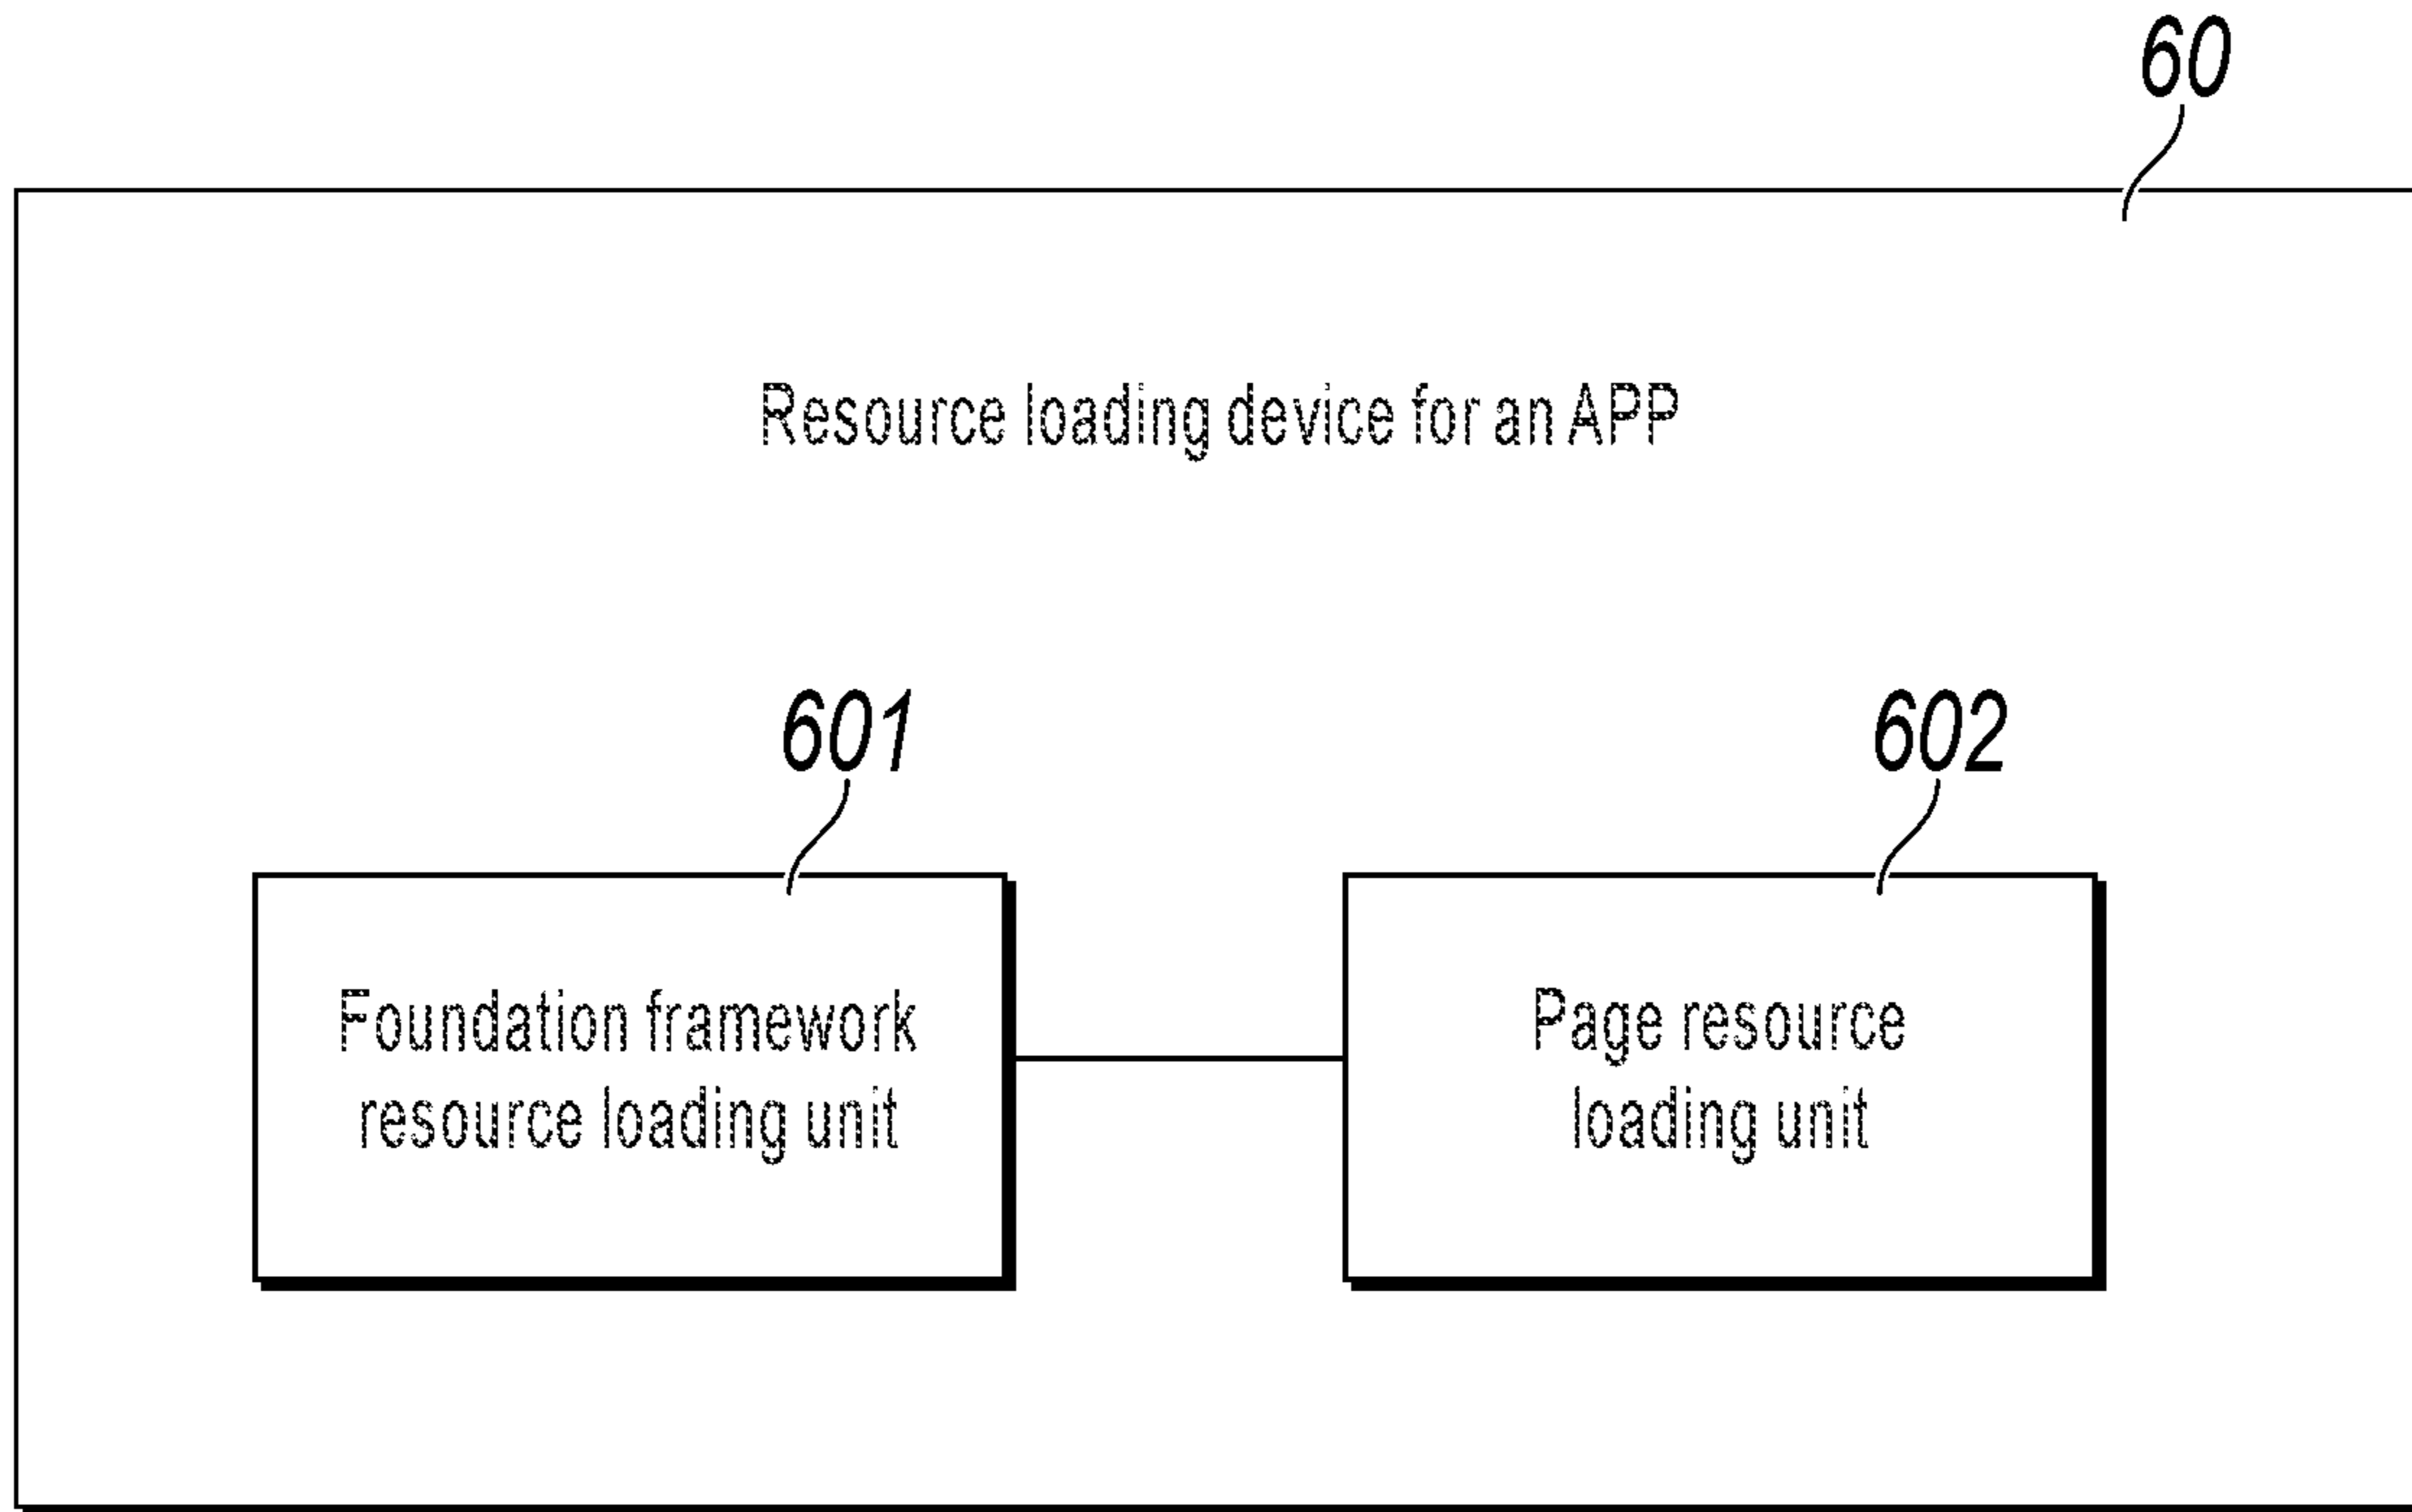 60
Resource loading device for an APP
601
602
Foundation framework
resource loading unit
Page resource
loading unit